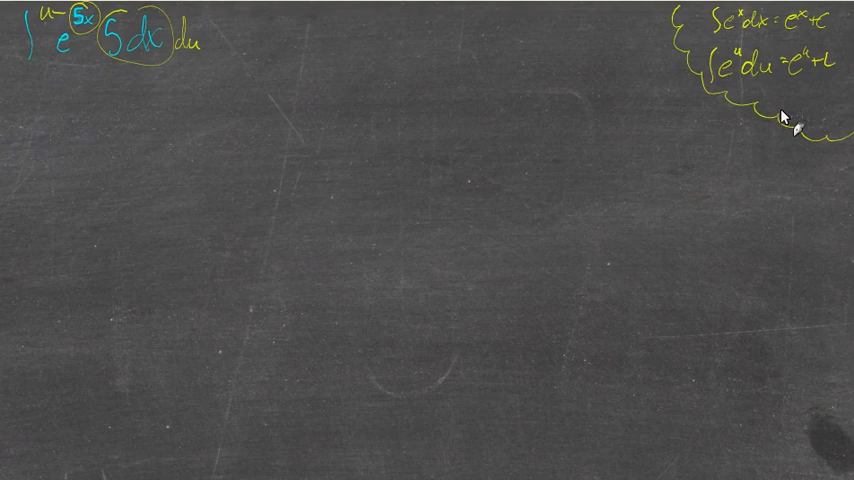 u
∫ e^{5x} 5dx du
∫e^x dx = e^x + C
∫e^u du = e^u + C